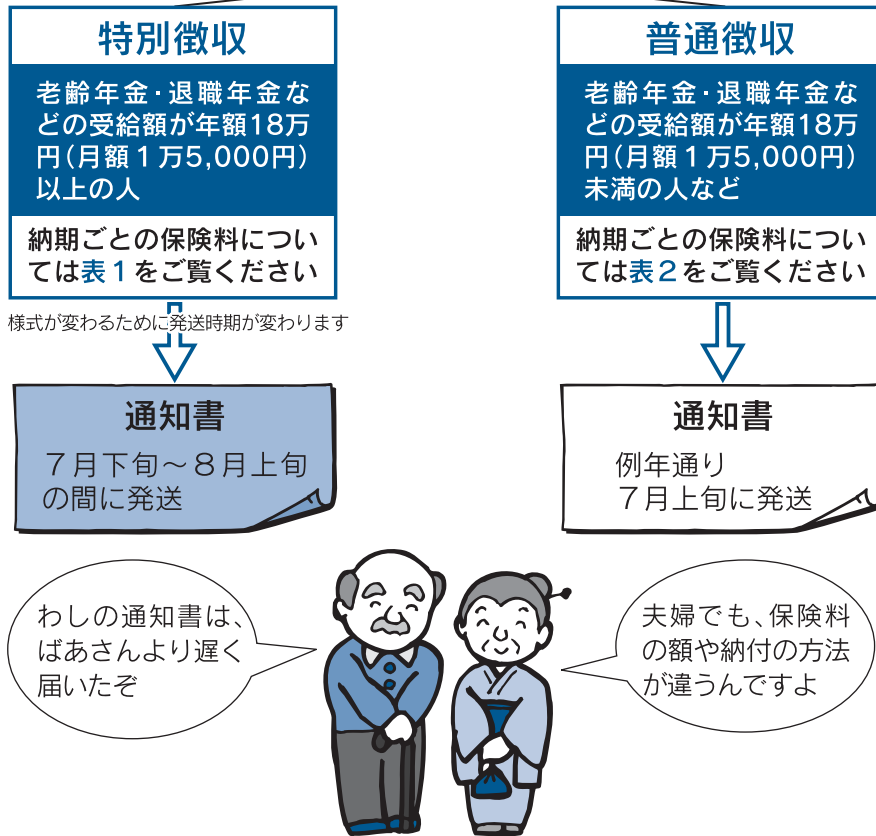 特別徴収
老齢年金・退職年金な
どの受給額が年額18万
円(月額1万5,000円)
以上の人
納期ごとの保険料につい
ては表1をご覧ください
様式が変わるために発送時期が変わります
通知書
7月下旬～8月上旬
の間に発送
普通徴収
老齢年金・退職年金な
どの受給額が年額18万
円(月額1万5,000円)
未満の人など
納期ごとの保険料につい
ては表2をご覧ください
通知書
例年通り
7月上旬に発送
わしの通知書は、
ばあさんより遅く
届いたぞ
夫婦でも、保険料
の額や納付の方法
が違うんですよ